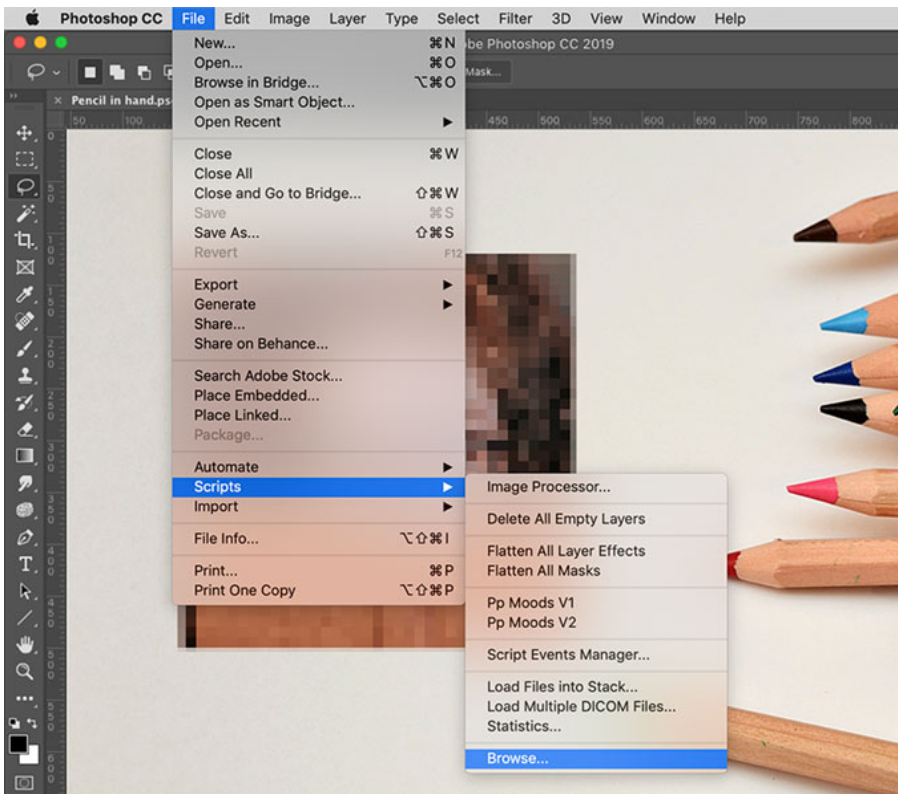 Photoshop CC File Edit Image Layer Type Select Filter 3D View Window Help
be Photoshop CC 2019
Mask...
× Pencil in hand.ps
50 100 450 500 550 600 650 700 750 800
New... ⌘N
Open... ⌘O
Browse in Bridge... ⌥⌘O
Open as Smart Object...
Open Recent ▶
Close ⌘W
Close All
Close and Go to Bridge... ⇧⌘W
Save ⌘S
Save As... ⇧⌘S
Revert F12
Export ▶
Generate ▶
Share...
Share on Behance...
Search Adobe Stock...
Place Embedded...
Place Linked...
Package...
Automate ▶
Scripts ▶
Import ▶
File Info... ⌥⇧⌘I
Print... ⌘P
Print One Copy ⌥⇧⌘P
Image Processor...
Delete All Empty Layers
Flatten All Layer Effects
Flatten All Masks
Pp Moods V1
Pp Moods V2
Script Events Manager...
Load Files into Stack...
Load Multiple DICOM Files...
Statistics...
Browse...